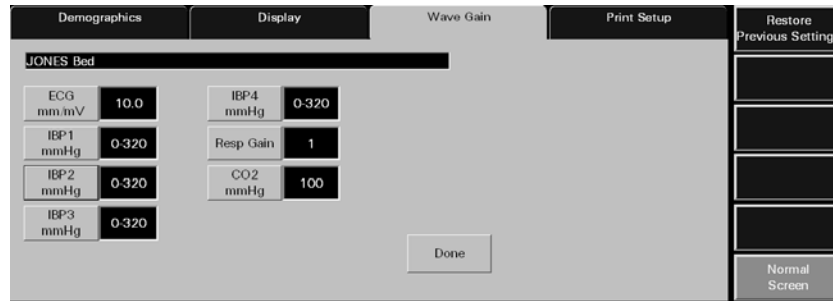 Demographics
Display
Wave Gain
Print Setup
Restore
Previous Setting
JONES Bed
ECG
mm/mV
10.0
IBP4
mmHg
0-320
IBP1
mmHg
0-320
Resp Gain
1
IBP2
mmHg
0-320
CO2
mmHg
100
IBP3
mmHg
0-320
Done
Normal
Screen